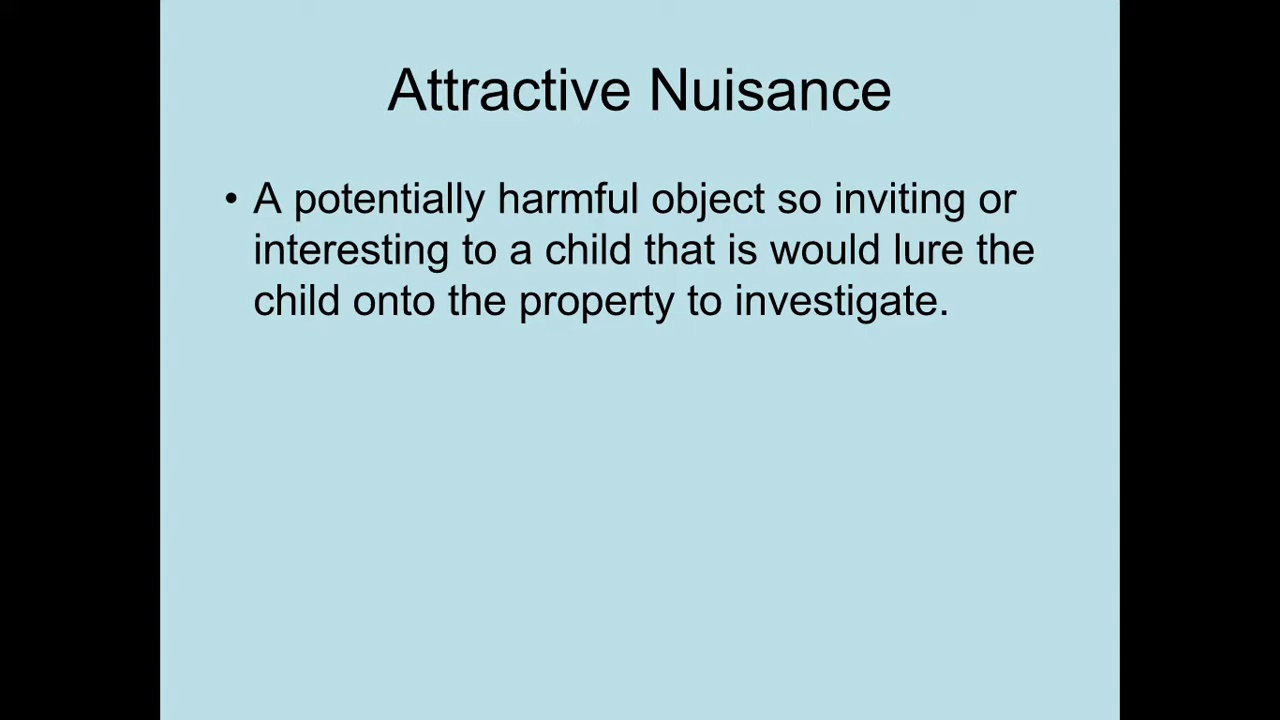 Attractive Nuisance
• A potentially harmful object so inviting or
interesting to a child that is would lure the
child onto the property to investigate.